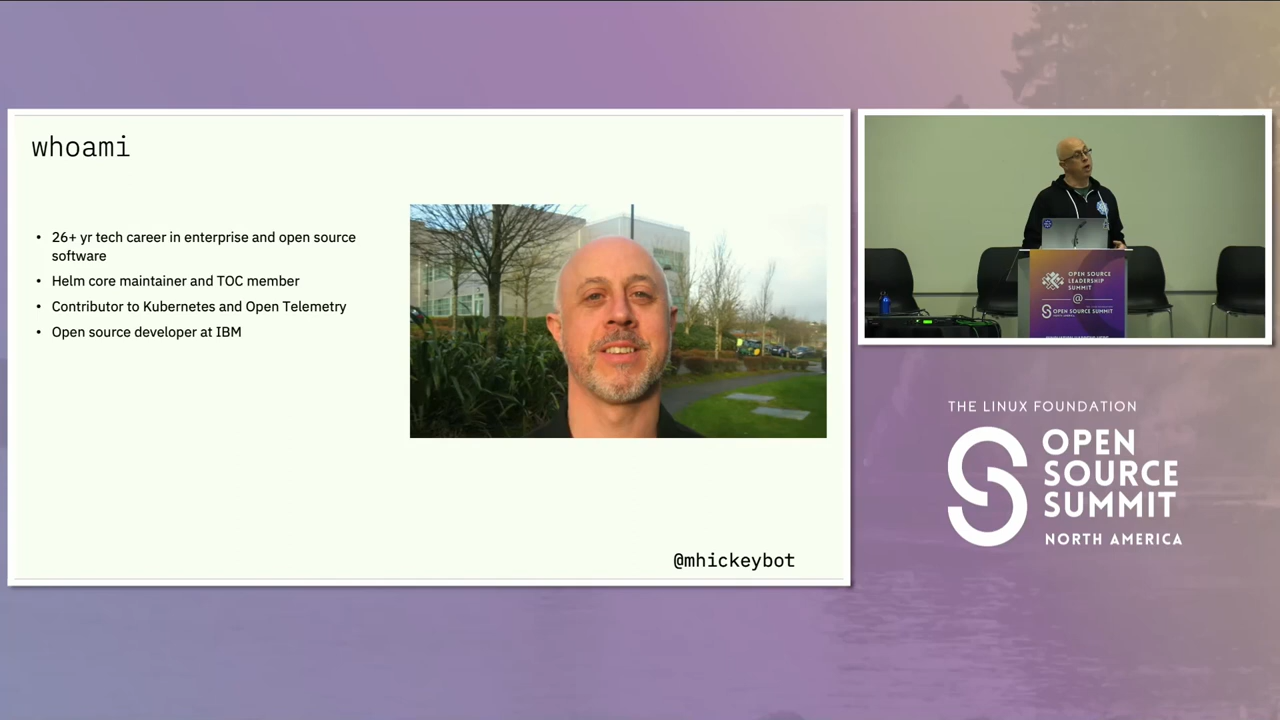 whoami
• 26+ yr tech career in enterprise and open source
software
• Helm core maintainer and TOC member
• Contributor to Kubernetes and Open Telemetry
• Open source developer at IBM
@mhickeybot
OPEN SOURCE
LEADERSHIP
SUMMIT
@
OPEN SOURCE SUMMIT
THE LINUX FOUNDATION
OPEN
SOURCE
SUMMIT
NORTH AMERICA